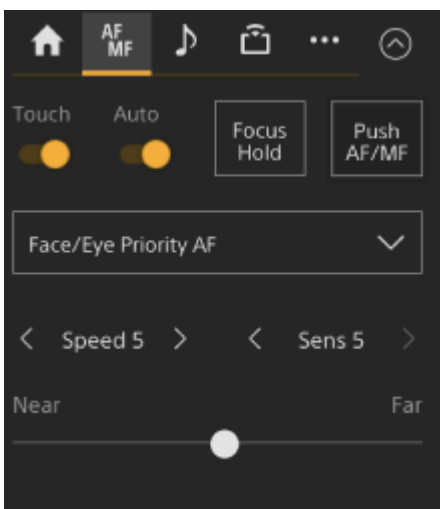 AF
MF
Touch Auto
Focus
Hold
Push
AF/MF
Face/Eye Priority AF
Speed 5 Sens 5
Near Far